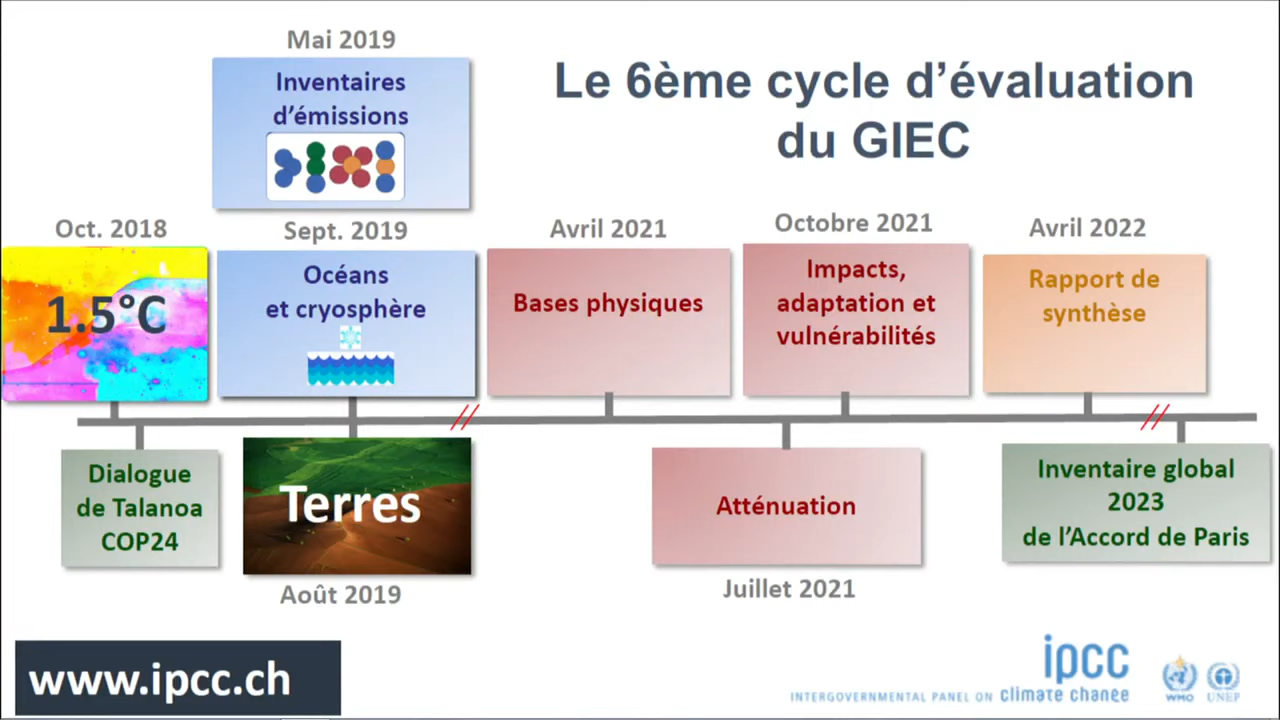 Mai 2019
Inventaires
d'émissions
Le 6ème cycle d'évaluation
du GIEC
Oct. 2018
1.5°C
Sept. 2019
Océans
et cryosphère
Avril 2021
Bases physiques
Octobre 2021
Impacts,
adaptation et
vulnérabilités
Avril 2022
Rapport de
synthèse
Dialogue
de Talanoa
COP24
Terres
Août 2019
Atténuation
Juillet 2021
Inventaire global
2023
de l'Accord de Paris
www.ipcc.ch
ipcc
INTERGOVERNMENTAL PANEL ON climate change
WMO
UNEP